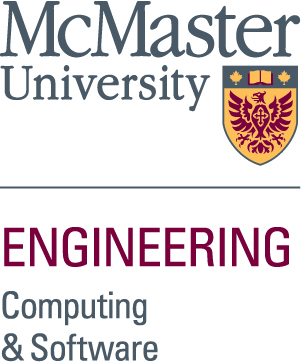 McMaster
University
ENGINEERING
Computing
& Software